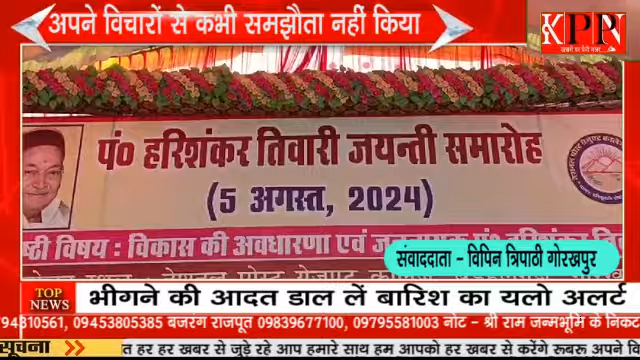 अपने विचारों से कभी समझौता नहीं किया
KPN
पं० हरिशंकर तिवारी जयन्ती समारोह
(5 अगस्त, 2024)
ष्ठी विषय : विकास की अवधारणा एवं
संवाददाता - विपिन त्रिपाठी गोरखपुर
TOP NEWS
भीगने की आदत डाल लें बारिश का यलो अलर्ट
94310561, 09453805385 बजरंग राजपूत 09839677100, 09795581003 नोट - श्री राम जन्मभूमि के निकट
सूचना
त हर हर खबर से जुड़े रहे आप हमारे साथ हम आपको हर खबर से करेंगे रूबरू अपने वि